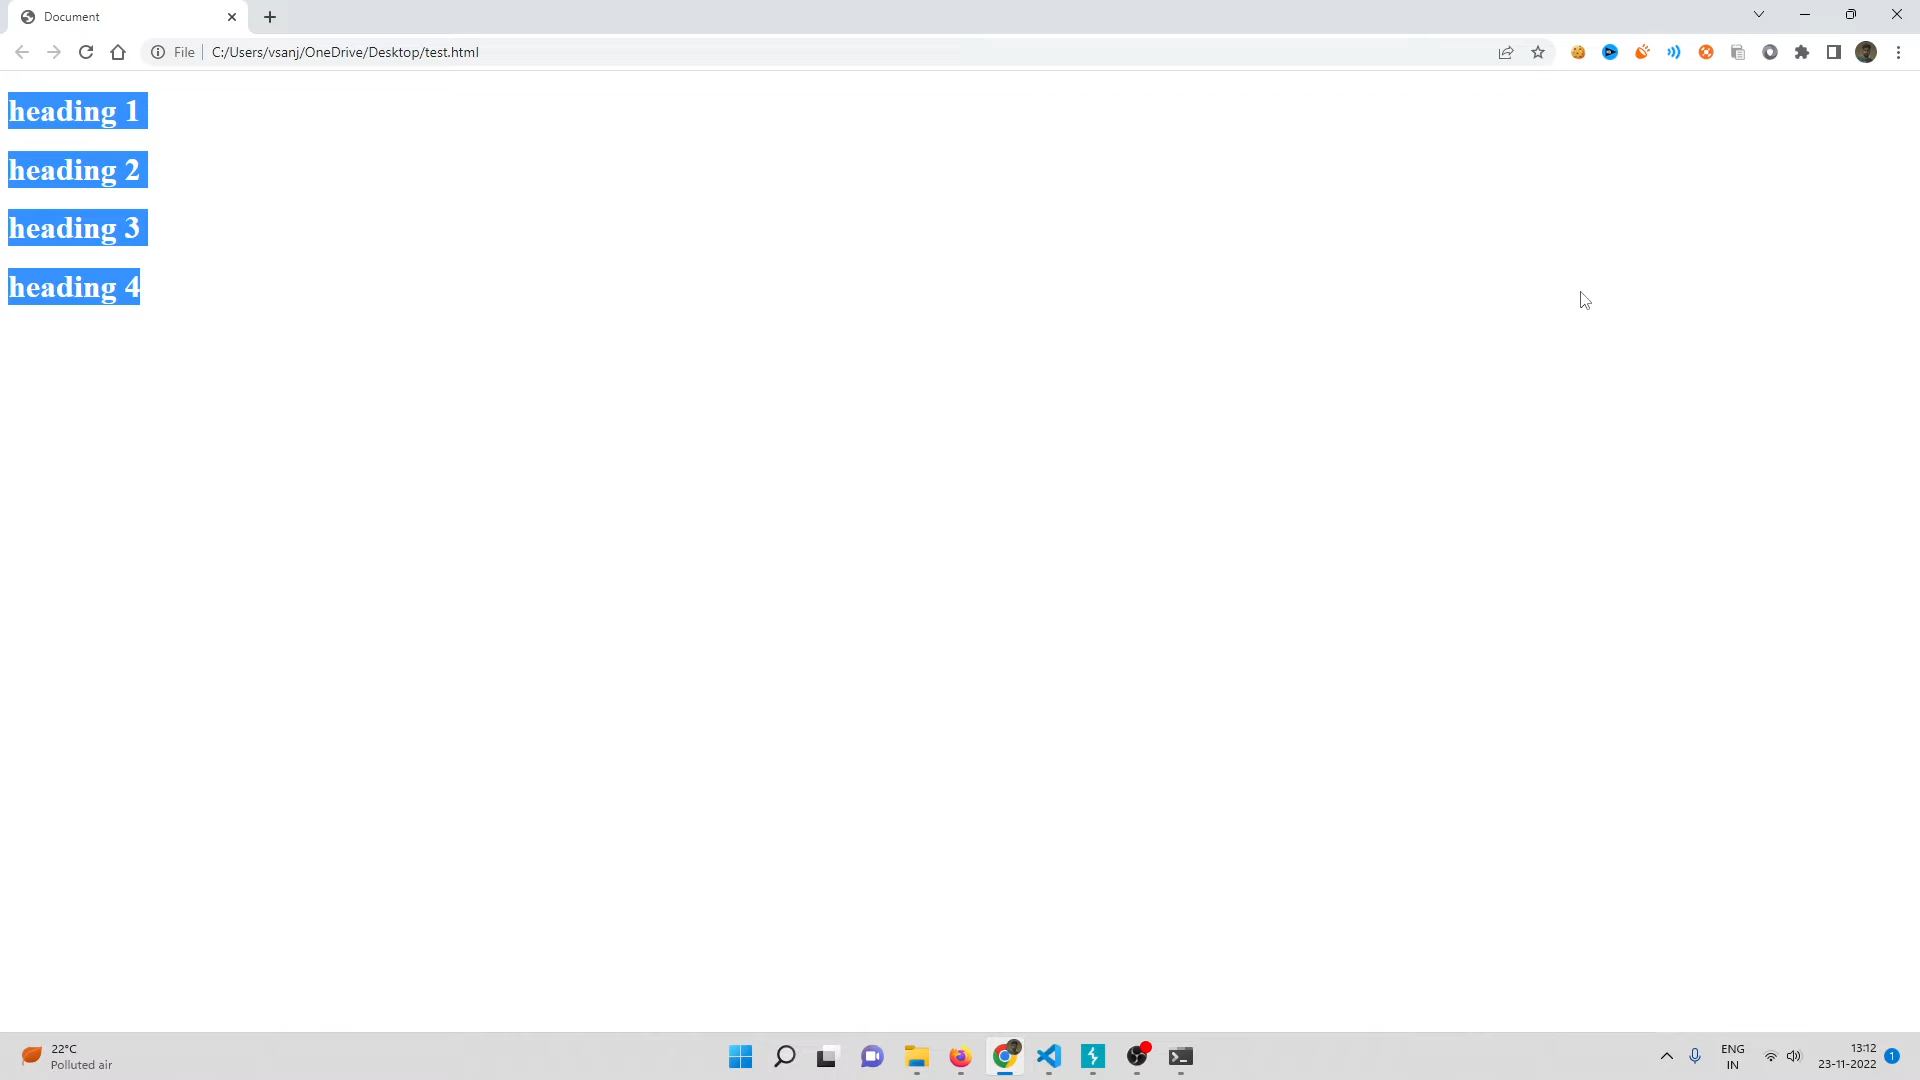 Document
File
C:/Users/vsanj/OneDrive/Desktop/test.html
heading 1
heading 2
heading 3
heading 4
22°C
Polluted air
ENG
IN
13:12
23-11-2022
1